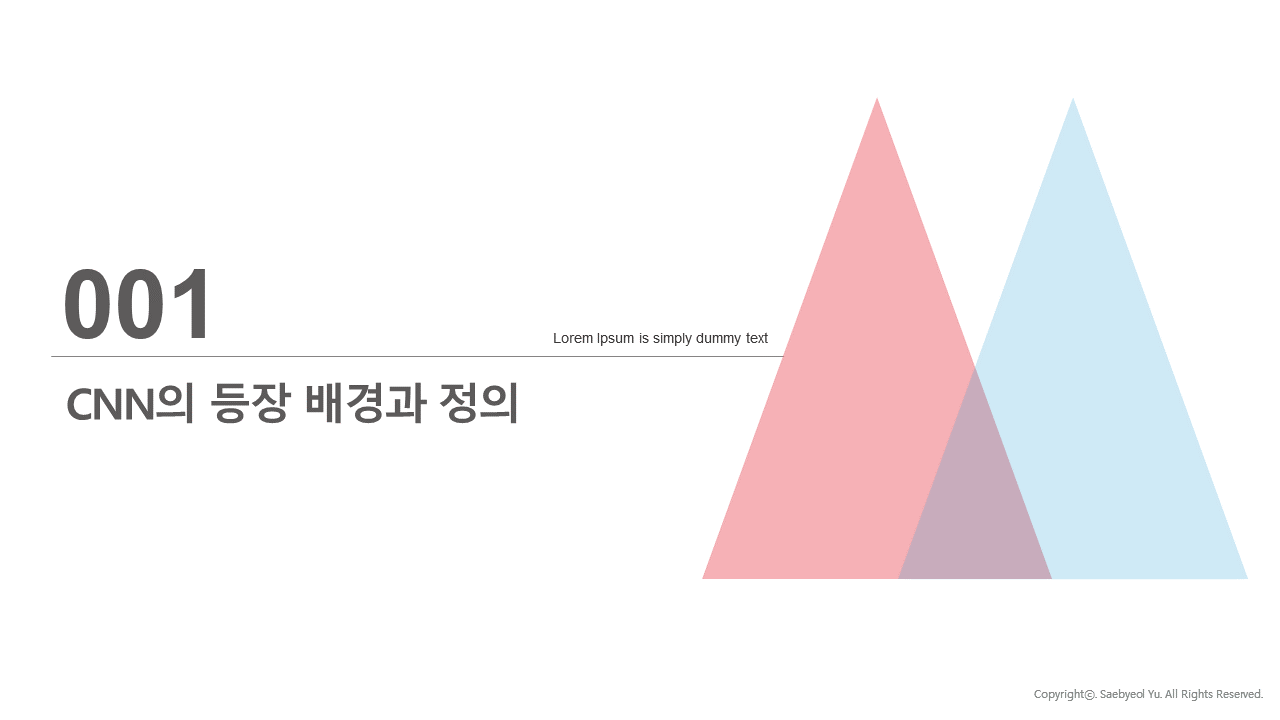 001
Lorem Ipsum is simply dummy text
CNN의 등장 배경과 정의
Copyrightⓒ. Saebyeol Yu. All Rights Reserved.